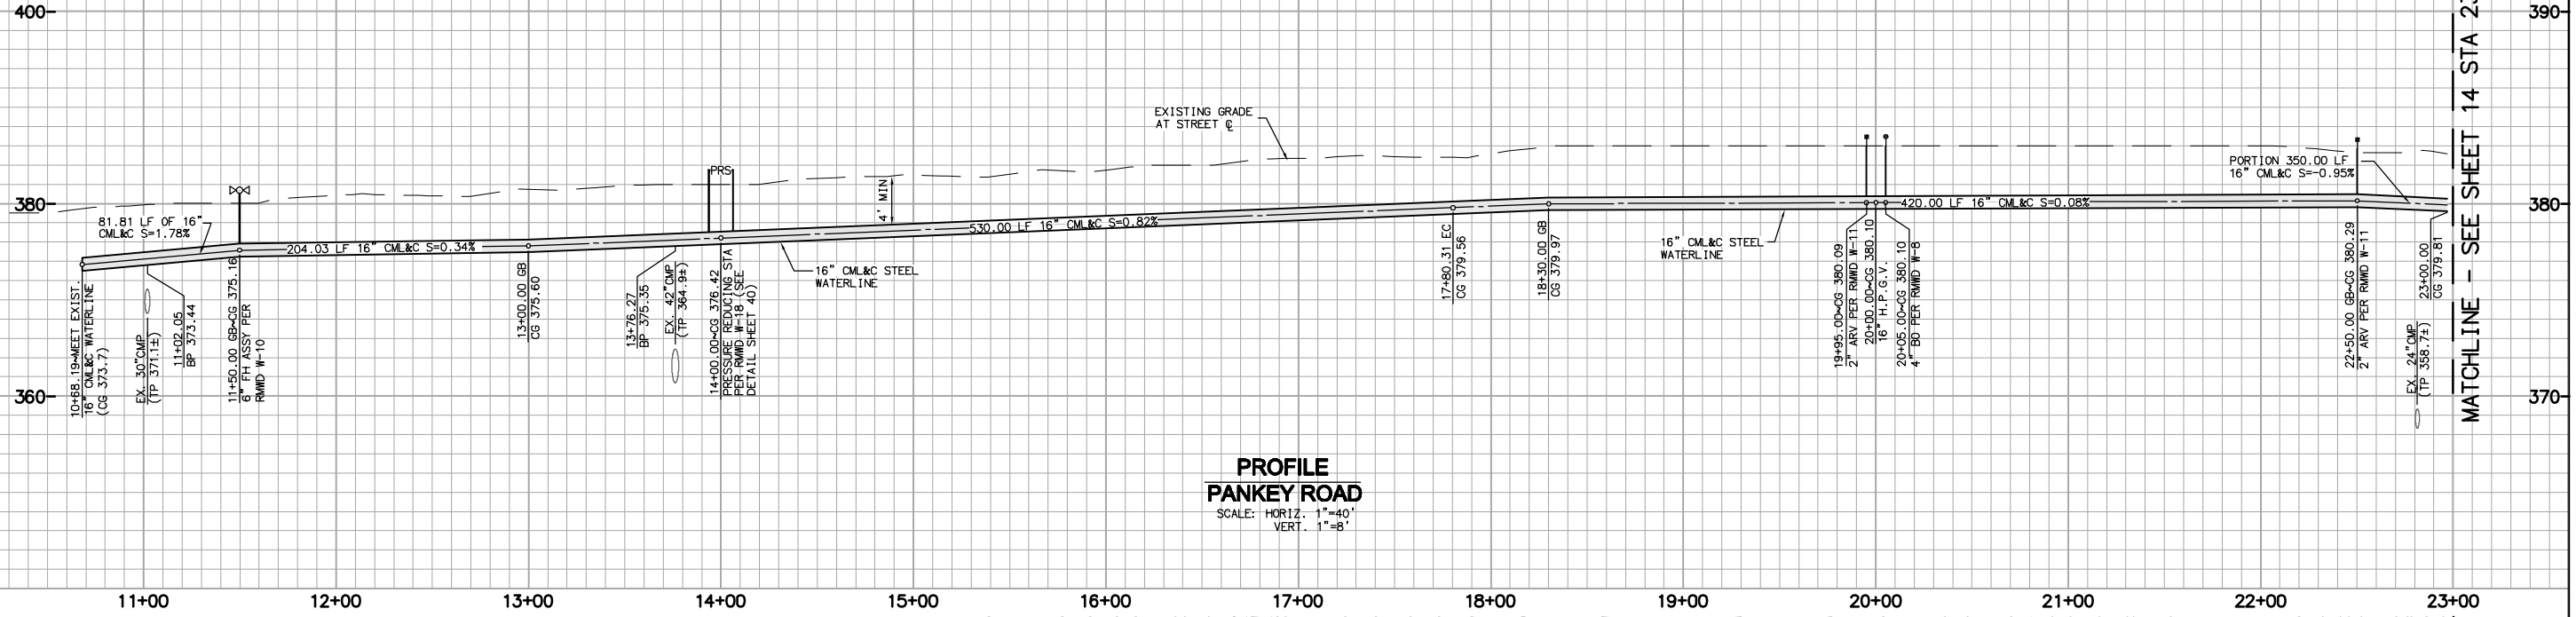 400
390
EXISTING GRADE
AT STREET ℄
PORTION 350.00 LF
16" CML&C S=-0.95%
PRS
4' MIN
380
380
81.81 LF OF 16"
CML&C S=1.78%
204.03 LF 16" CML&C S=0.34%
530.00 LF 16" CML&C S=0.82%
420.00 LF 16" CML&C S=0.08%
16" CML&C STEEL
WATERLINE
16" CML&C STEEL
WATERLINE
10+68.19~MEET EXIST.
16" CML&C WATERLINE
(CG 373.7)
EX. 30"CMP
(TP 371.1±)
11+02.05
BP 373.44
11+50.00 GB~CG 375.16
6" FH ASSY PER
RMWD W-10
13+00.00 GB
CG 375.60
13+76.27
BP 375.35
EX. 42"CMP
(TP 364.9±)
14+00.00~CG 376.42
PRESSURE REDUCING STA
PER RMWD W-18 (SEE
DETAIL SHEET 40)
17+80.31 EC
CG 379.56
18+30.00 GB
CG 379.97
19+95.00~CG 380.09
2" ARV PER RMWD W-11
20+00.00~CG 380.10
16" H.P.G.V.
20+05.00~CG 380.10
4" BO PER RMWD W-8
22+50.00 GB~CG 380.29
2" ARV PER RMWD W-11
EX. 24"CMP
(TP 358.7±)
23+00.00
CG 379.81
MATCHLINE - SEE SHEET 14 STA
360
370
PROFILE
PANKEY ROAD
SCALE: HORIZ. 1"=40'
VERT. 1"=8'
11+00 12+00 13+00 14+00 15+00 16+00 17+00 18+00 19+00 20+00 21+00 22+00 23+00